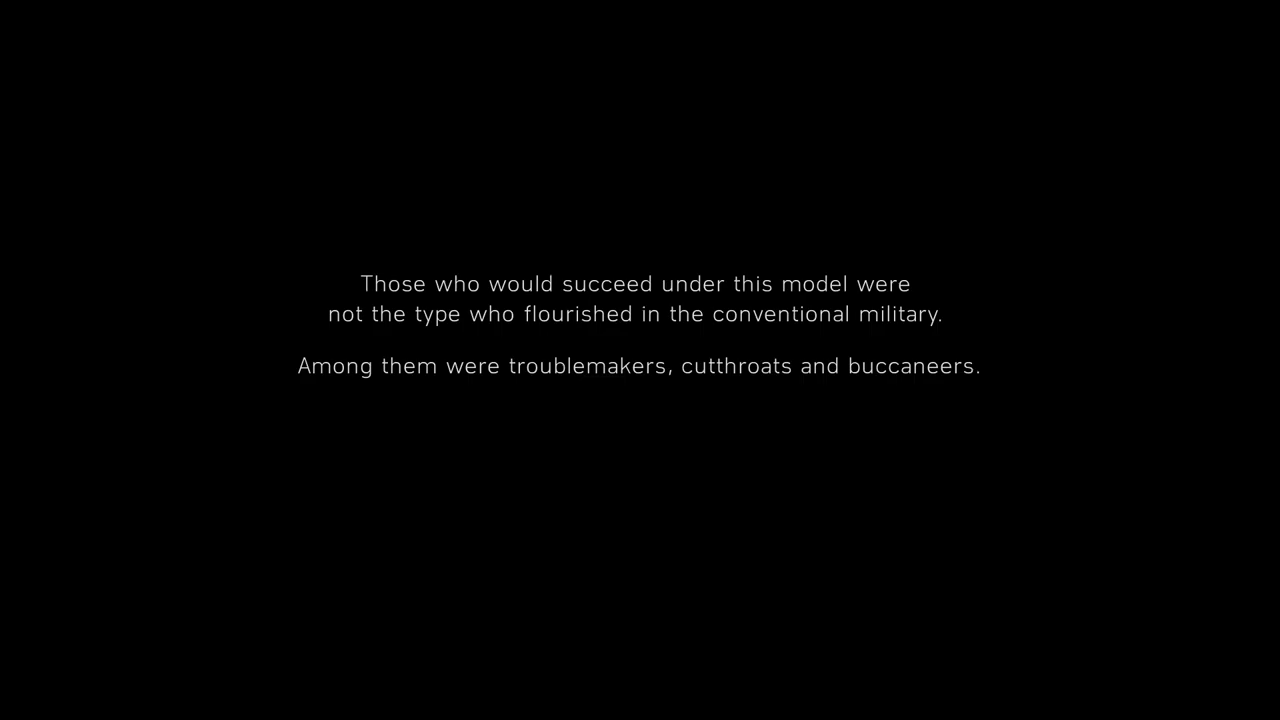 Those who would succeed under this model were
not the type who flourished in the conventional military.
Among them were troublemakers, cutthroats and buccaneers.